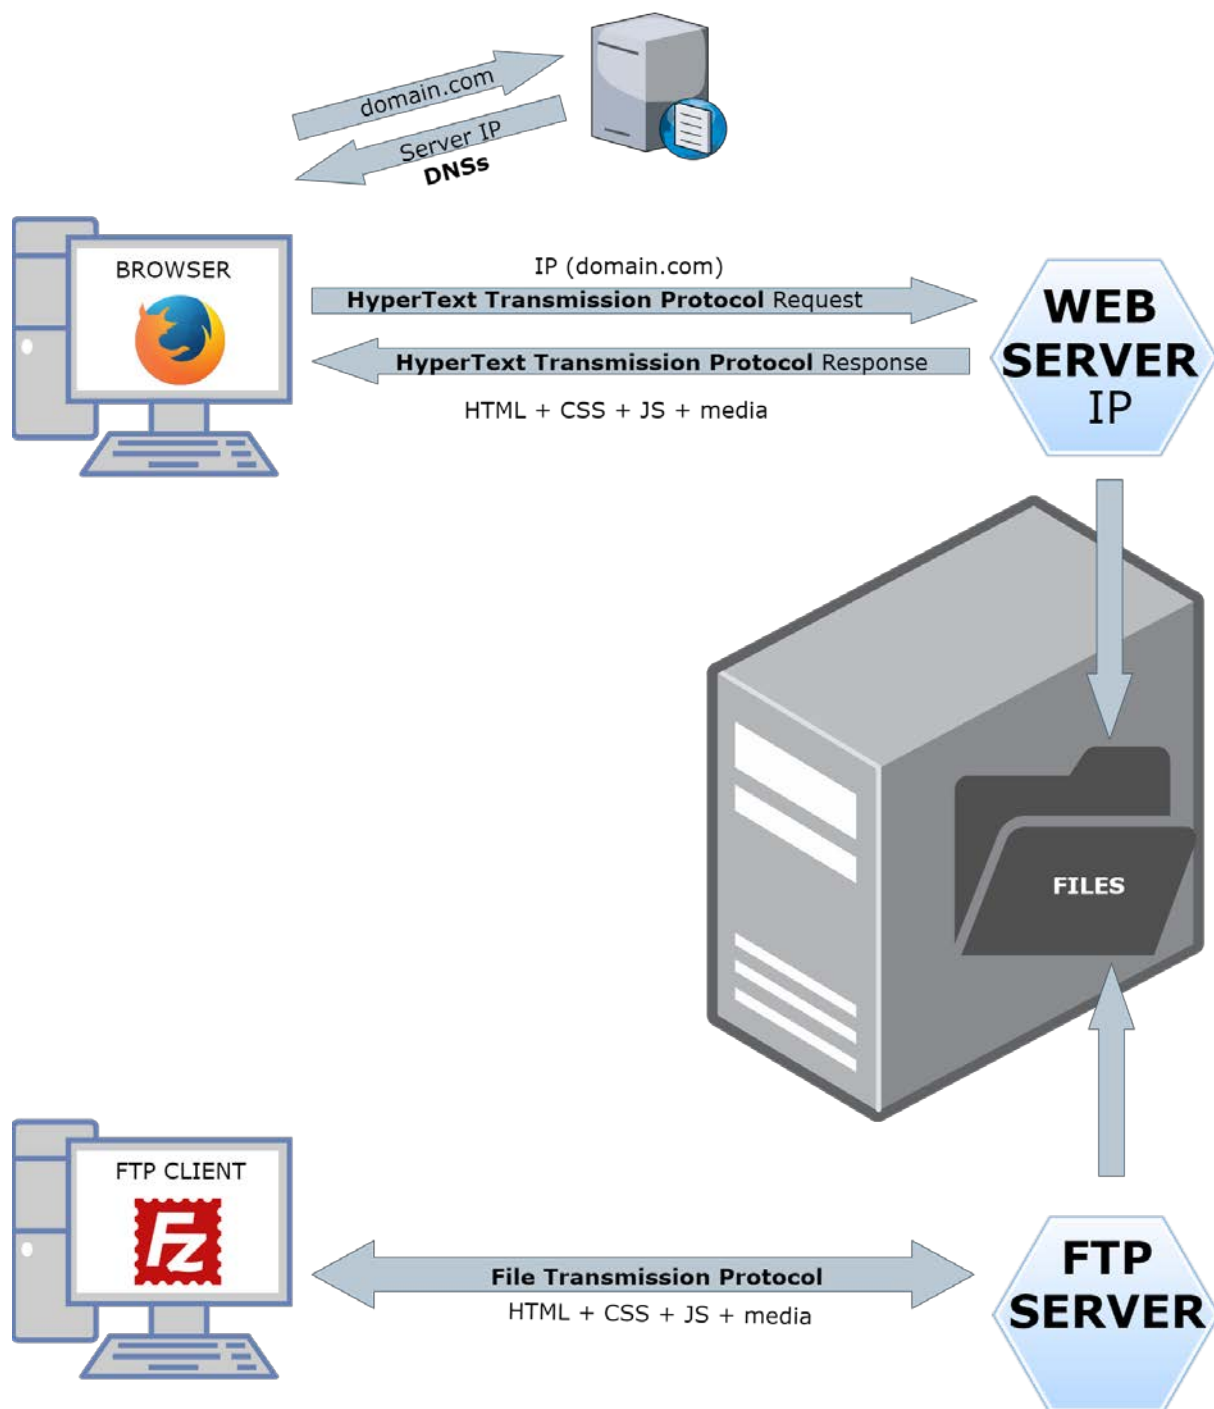 domain.com
Server IP
DNSs
BROWSER
IP (domain.com)
HyperText Transmission Protocol Request
HyperText Transmission Protocol Response
HTML + CSS + JS + media
WEB
SERVER
IP
FILES
FTP CLIENT
FZ
File Transmission Protocol
HTML + CSS + JS + media
FTP
SERVER